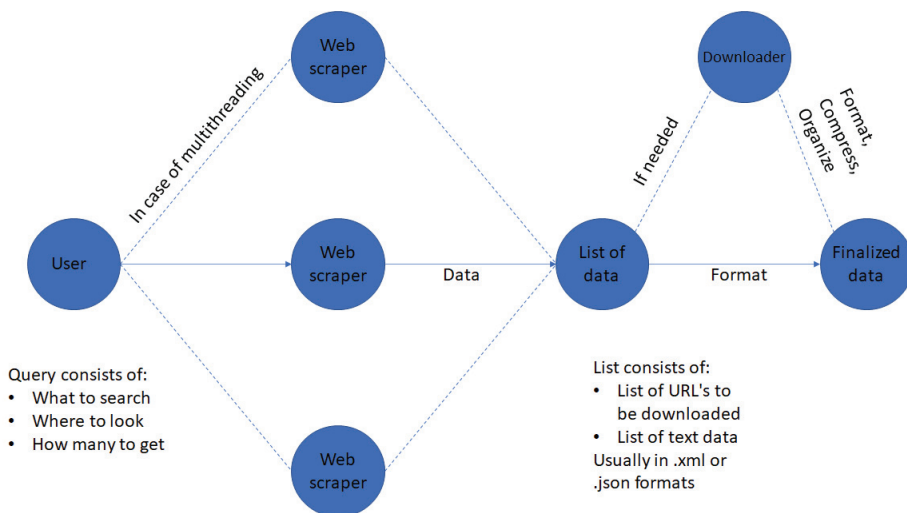 Web
scraper
Downloader
In case of multithreading
If needed
Format,
Compress,
Organize
User
Web
scraper
Data
List of
data
Format
Finalized
data
Query consists of:
• What to search
• Where to look
• How many to get
List consists of:
• List of URL's to
be downloaded
• List of text data
Usually in .xml or
.json formats
Web
scraper